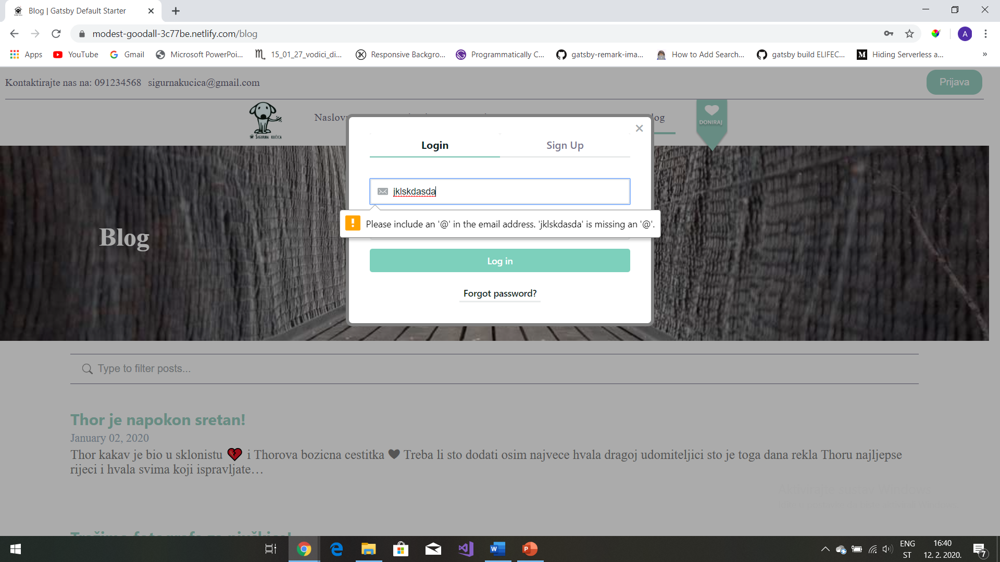 Blog | Gatsby Default Starter
modest-goodall-3c77be.netlify.com/blog
A
Apps YouTube Gmail Microsoft PowerPoi... 15_01_27_vodici_di... Responsive Backgro... Programmatically C... gatsby-remark-ima... How to Add Search... gatsby build ELIFEC... Hiding Serverless a... »
Kontaktirajte nas na: 091234568 sigurnakucica@gmail.com
Prijava
SIGURNA KUĆICA
DONIRAJ
Login Sign Up
jklskdasda
Please include an '@' in the email address. 'jklskdasda' is missing an '@'.
Log in
Forgot password?
Blog
Type to filter posts...
Thor je napokon sretan!
January 02, 2020
Thor kakav je bio u sklonistu 💔 i Thorova bozicna cestitka 🖤 Treba li sto dodati osim najvece hvala dragoj udomiteljici sto je toga dana rekla Thoru najljepse
rijeci i hvala svima koji ispravljate…
ENG
ST
16:40
12. 2. 2020.
7